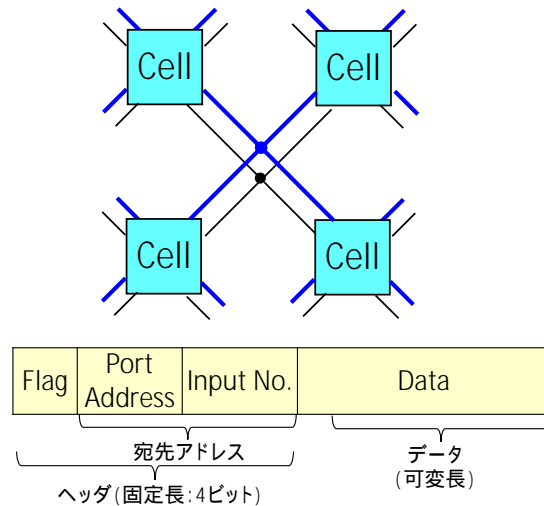 Cell Cell
Cell Cell
Flag Port Address Input No. Data
宛先アドレス
データ
(可変長)
ヘッダ(固定長:4ビット)